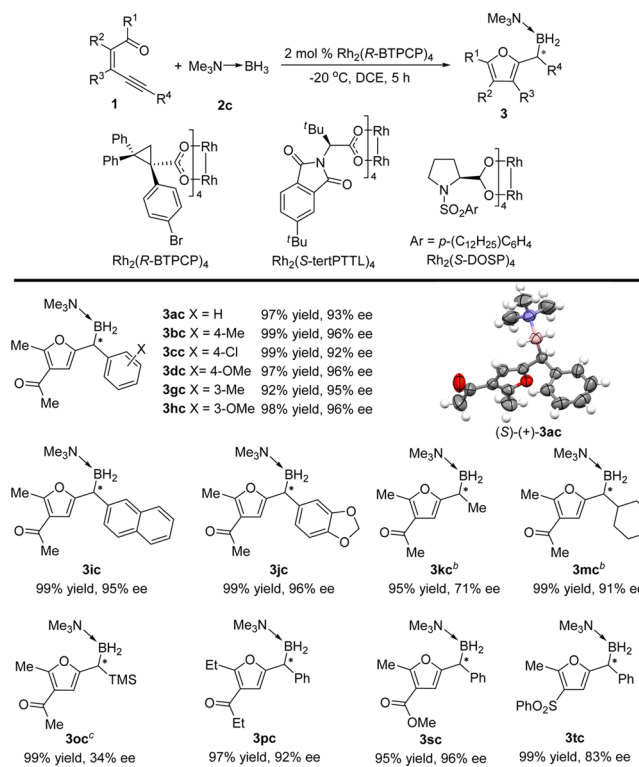 R1
R2
O
R3
R4
1
+
Me3N
BH3
2c
2 mol % Rh2(R-BTPCP)4
-20 °C, DCE, 5 h
Me3N
BH2
*
R1
O
R4
R2
R3
3
Ph
Ph
O
O
Rh
Rh
4
Br
Rh2(R-BTPCP)4
tBu
O
N
O
O
O
Rh
Rh
4
tBu
Rh2(S-tertPTTL)4
N
SO2Ar
O
O
Rh
Rh
4
Ar = p-(C12H25)C6H4
Rh2(S-DOSP)4
Me3N
BH2
*
Me
O
X
O
Me
3ac X = H 97% yield, 93% ee
3bc X = 4-Me 99% yield, 96% ee
3cc X = 4-Cl 99% yield, 92% ee
3dc X= 4-OMe 97% yield, 96% ee
3gc X = 3-Me 92% yield, 95% ee
3hc X = 3-OMe 98% yield, 96% ee
(S)-(+)-3ac
Me3N
BH2
*
Me
O
O
Me
3ic
99% yield, 95% ee
Me3N
BH2
*
Me
O
O
O
O
Me
3jc
99% yield, 96% ee
Me3N
BH2
*
Me
O
Me
O
Me
3kcb
95% yield, 71% ee
Me3N
BH2
*
Me
O
O
Me
3mcb
99% yield, 91% ee
Me3N
BH2
*
Me
O
TMS
O
Me
3occ
99% yield, 34% ee
Me3N
BH2
*
Et
O
Ph
O
Et
3pc
97% yield, 92% ee
Me3N
BH2
*
Me
O
Ph
O
OMe
3sc
95% yield, 96% ee
Me3N
BH2
*
Me
O
Ph
PhO2S
3tc
99% yield, 83% ee